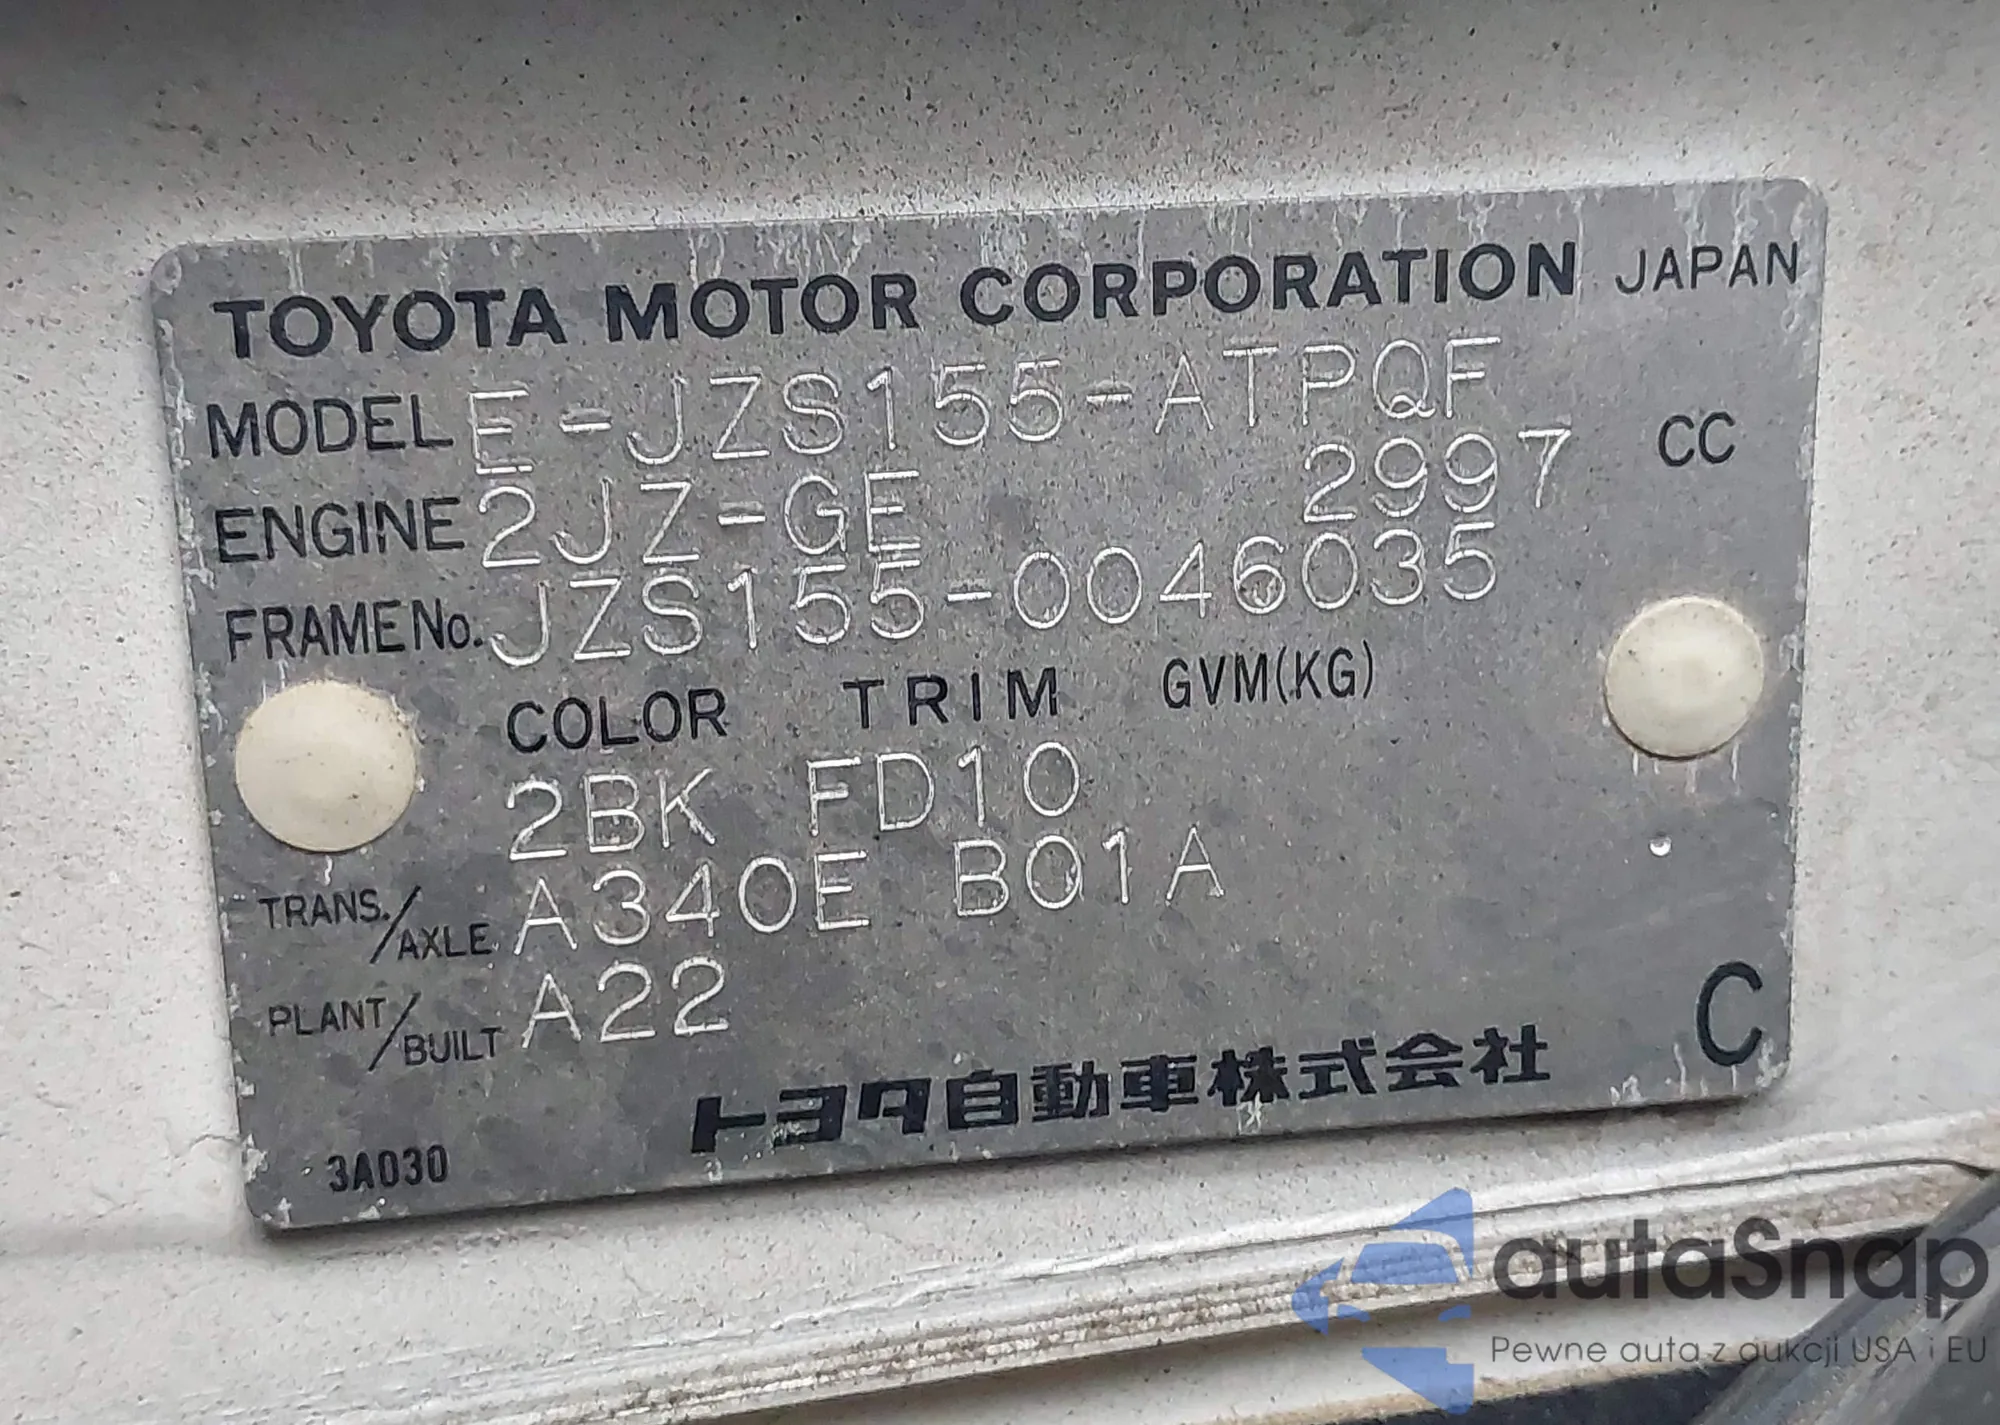 TOYOTA MOTOR CORPORATION JAPAN
MODEL E-JZS155-ATPQF
ENGINE 2JZ-GE 2997 CC
FRAME No. JZS155-0046035
COLOR TRIM GVM(KG)
2BK FD10
TRANS./AXLE A340E B01A
PLANT/BUILT A22
C
トヨタ自動車株式会社
3A030
autaSnap
Pewne auta z aukcji USA i EU